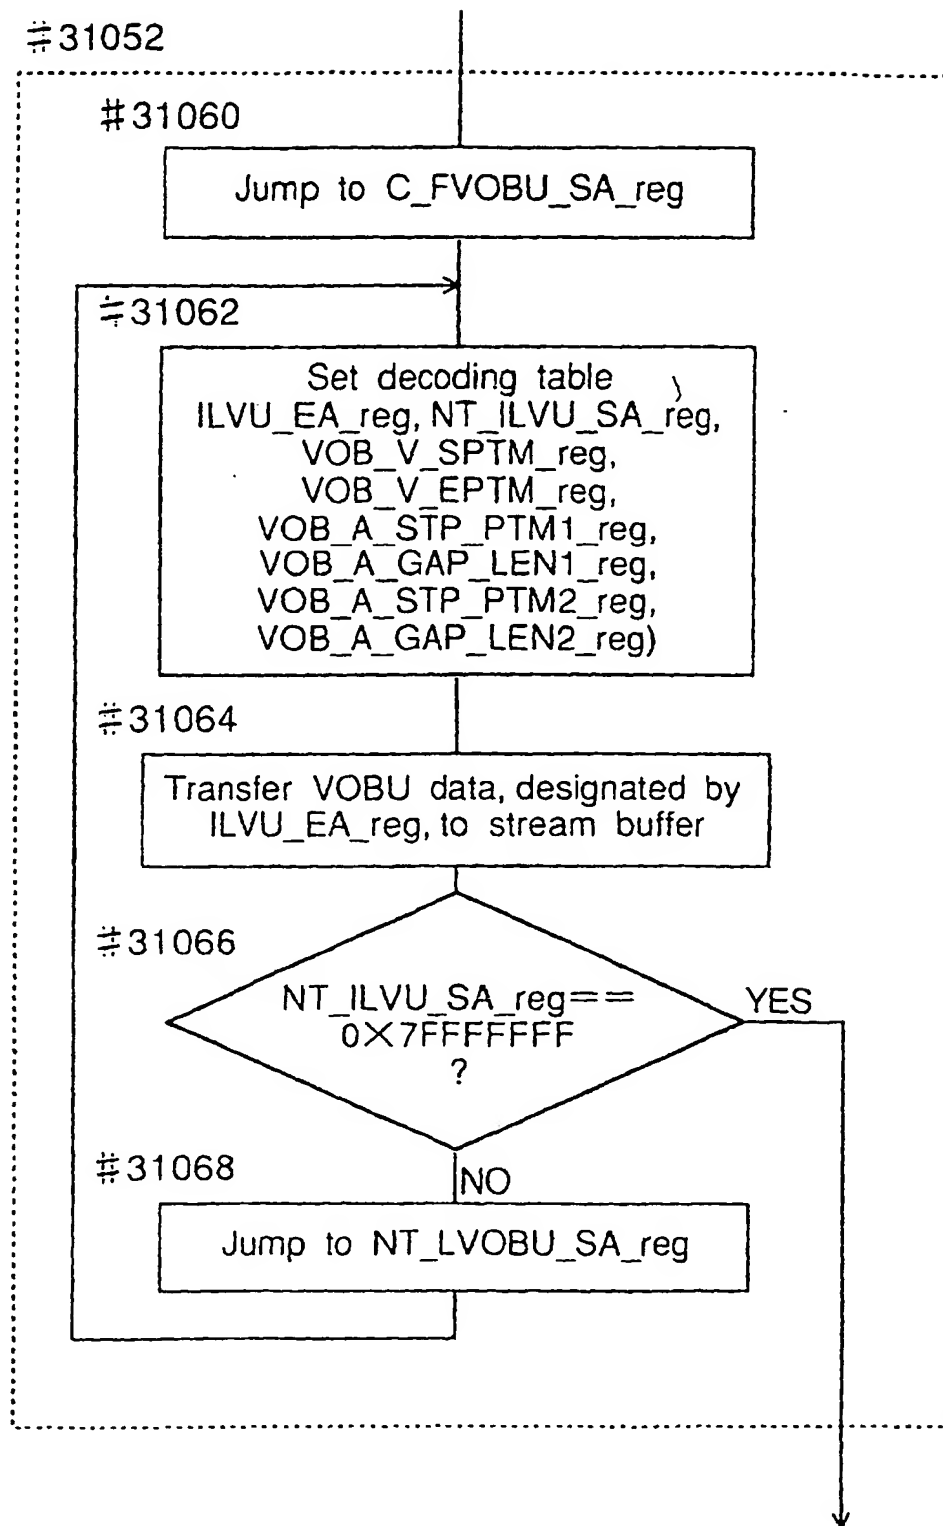 #31052
#31060
Jump to C_FVOBU_SA_reg
#31062
Set decoding table
ILVU_EA_reg, NT_ILVU_SA_reg,
VOB_V_SPTM_reg,
VOB_V_EPTM_reg,
VOB_A_STP_PTM1_reg,
VOB_A_GAP_LEN1_reg,
VOB_A_STP_PTM2_reg,
VOB_A_GAP_LEN2_reg)
#31064
Transfer VOBU data, designated by
ILVU_EA_reg, to stream buffer
#31066
NT_ILVU_SA_reg==
0X7FFFFFFF
?
YES
#31068
NO
Jump to NT_LVOBU_SA_reg